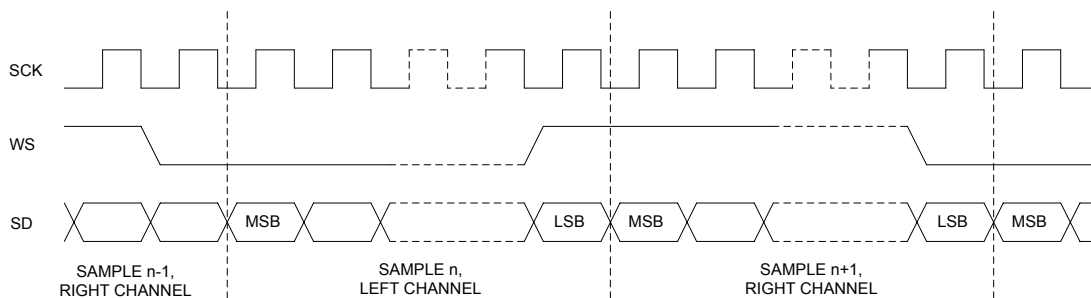 SCK
WS
SD
MSB
LSB
MSB
LSB
MSB
SAMPLE n-1,
RIGHT CHANNEL
SAMPLE n,
LEFT CHANNEL
SAMPLE n+1,
RIGHT CHANNEL